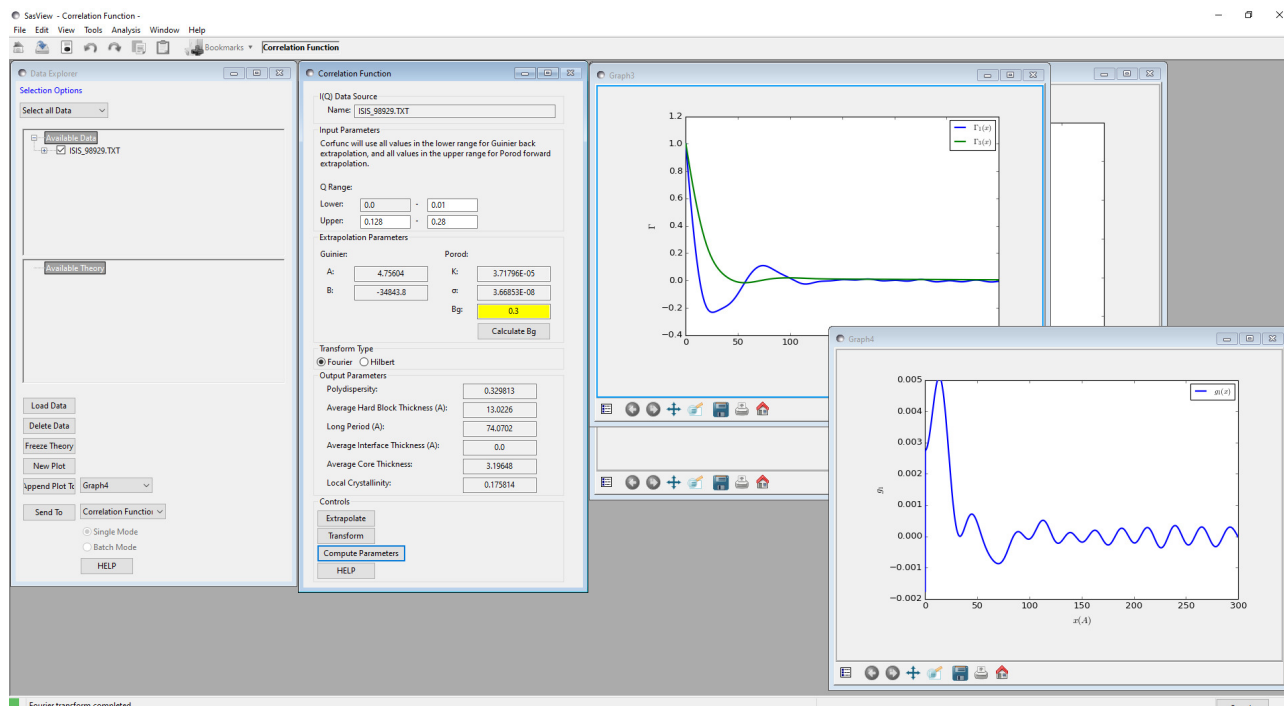 SasView - Correlation Function -
File Edit View Tools Analysis Window Help
Bookmarks Correlation Function
Data Explorer
Selection Options
Select all Data
Available Data
ISIS_98929.TXT
Available Theory
Load Data
Delete Data
Freeze Theory
New Plot
Append Plot To Graph4
Send To Correlation Function
Single Mode
Batch Mode
HELP
Correlation Function
I(Q) Data Source
Name: ISIS_98929.TXT
Input Parameters
Corfunc will use all values in the lower range for Guinier back
extrapolation, and all values in the upper range for Porod forward
extrapolation.
Q Range:
Lower: 0.0 - 0.01
Upper: 0.128 - 0.28
Extrapolation Parameters
Guinier: Porod:
A: 4.75604 K: 3.71796E-05
B: -34843.8 σ: 3.66853E-08
Bg: 0.3
Calculate Bg
Transform Type
Fourier Hilbert
Output Parameters
Polydispersity: 0.329813
Average Hard Block Thickness (A): 13.0226
Long Period (A): 74.0702
Average Interface Thickness (A): 0.0
Average Core Thickness: 3.19648
Local Crystallinity: 0.175814
Controls
Extrapolate
Transform
Compute Parameters
HELP
Graph3
1.2
1.0
0.8
0.6
0.4
0.2
0.0
−0.2
−0.4
Γ
0 50 100
Γ₁(x)
Γ₃(x)
Graph4
0.005
0.004
0.003
0.002
0.001
0.000
−0.001
−0.002
g₁
0 50 100 150 200 250 300
x(A)
g₁(x)
Fourier transform completed